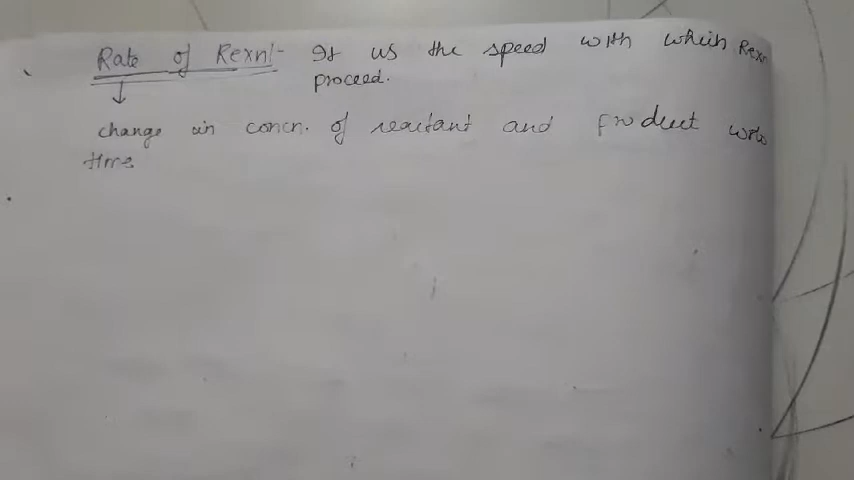 Rate of Rexn!- It is the speed with which Rexn
proceed.
change in concn. of reactant and product w.r.to
time